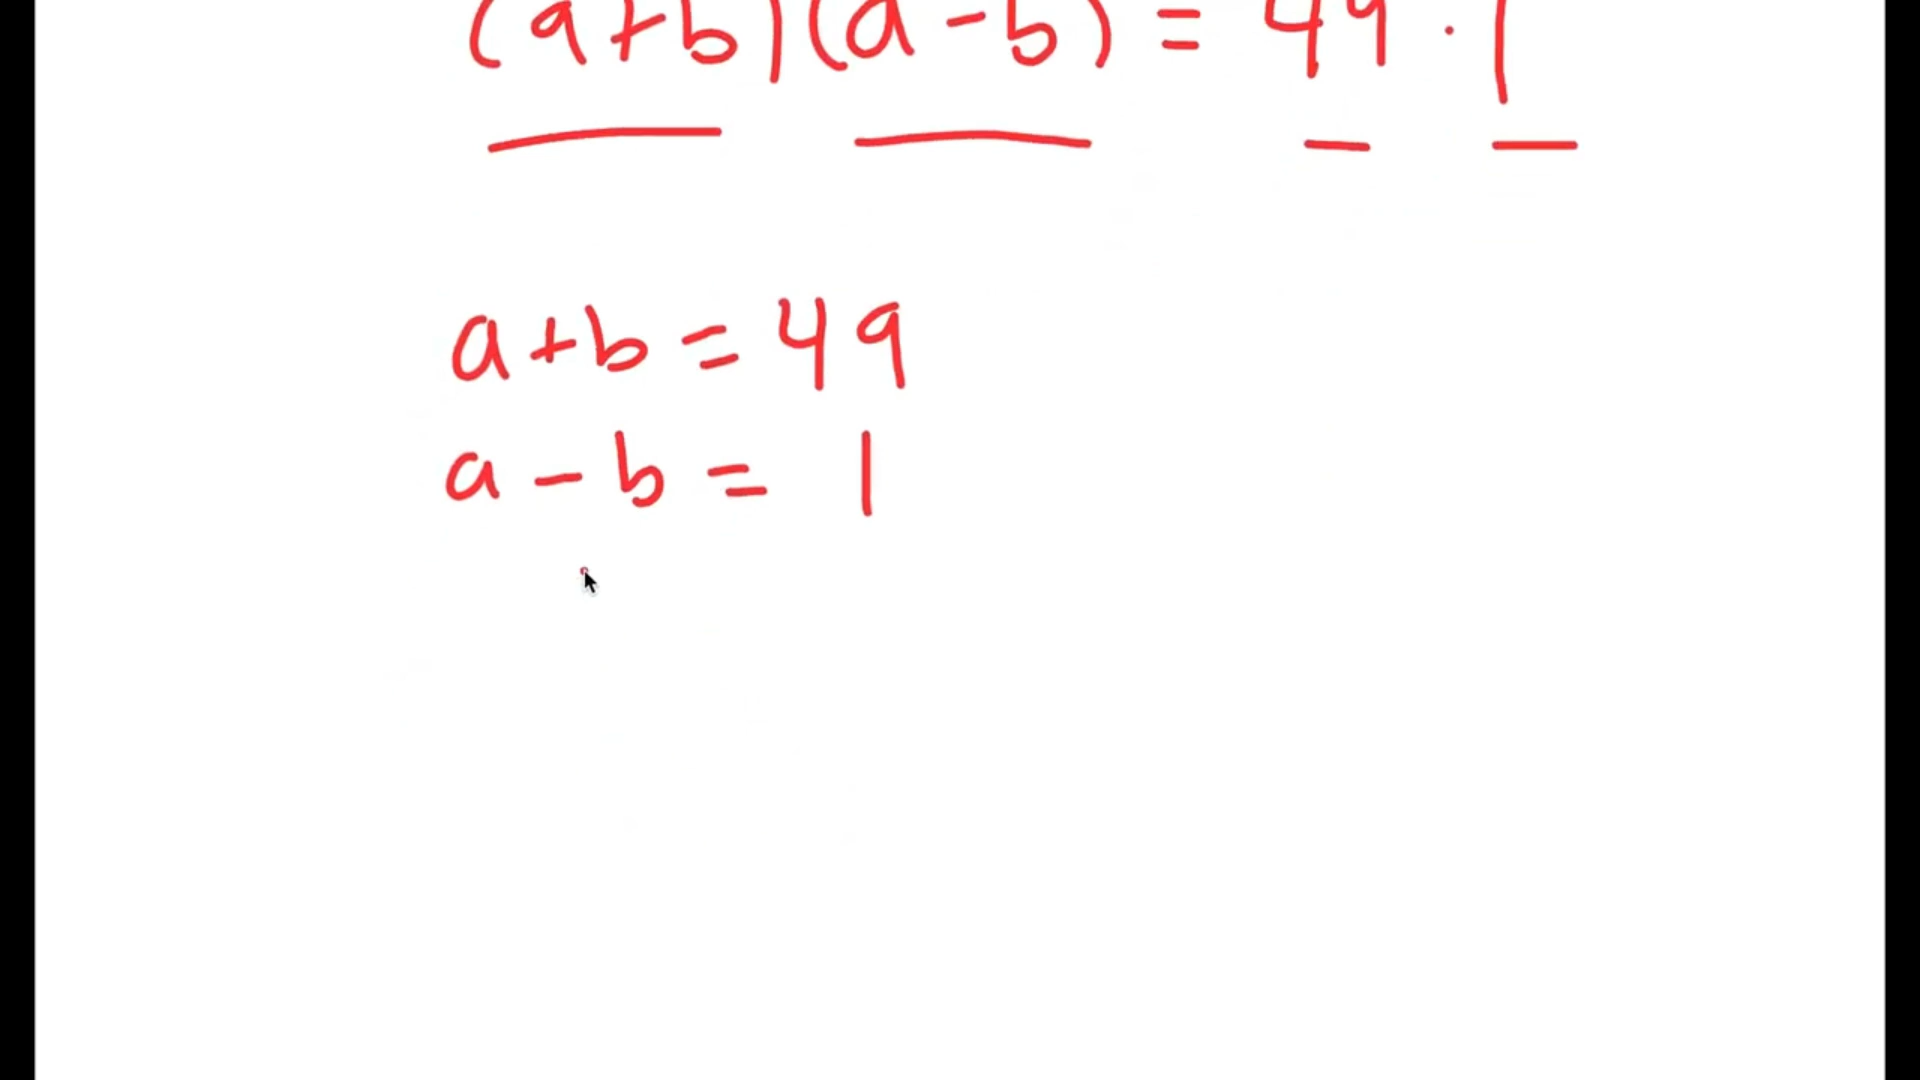 (a+b)(a-b) = 49 · 1
a+b = 49
a-b = 1